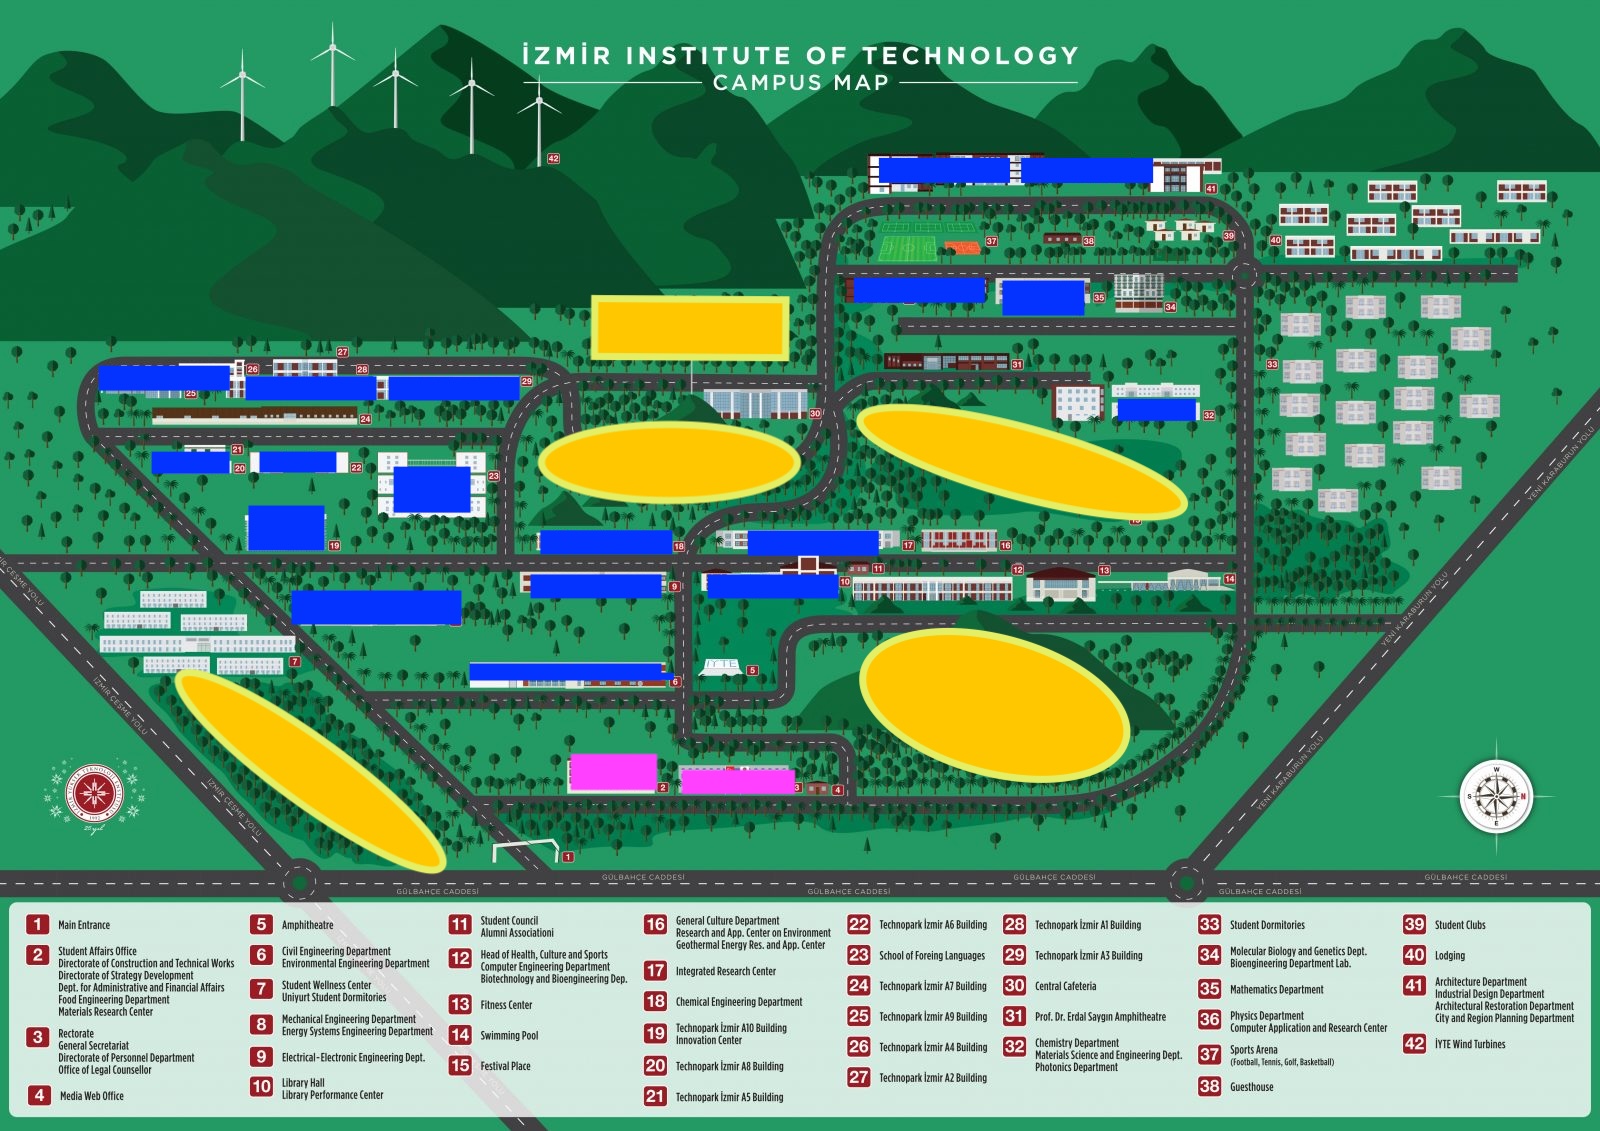 İZMİR INSTITUTE OF TECHNOLOGY
CAMPUS MAP
42
41
37
38
39
40
35
34
33
31
32
30
27
26
28
29
25
24
21
20
22
23
19
18
17
16
9
10
11
12
13
14
7
5
6
2
3
4
1
İYTE
YENİ KARABURUN YOLU
YENİ KARABURUN YOLU
YENİ KARABURUN YOLU
İZMİR ÇEŞME YOLU
İZMİR ÇEŞME YOLU
W
S
N
E
1992
GÜLBAHÇE CADDESİ
GÜLBAHÇE CADDESİ
GÜLBAHÇE CADDESİ
GÜLBAHÇE CADDESİ
GÜLBAHÇE CADDESİ
GÜLBAHÇE CADDESİ
1 Main Entrance
2 Student Affairs Office
Directorate of Construction and Technical Works
Directorate of Strategy Development
Dept. for Administrative and Financial Affairs
Food Engineering Department
Materials Research Center
3 Rectorate
General Secretariat
Directorate of Personnel Department
Office of Legal Counsellor
4 Media Web Office
5 Amphitheatre
6 Civil Engineering Department
Environmental Engineering Department
7 Student Wellness Center
Uniyurt Student Dormitories
8 Mechanical Engineering Department
Energy Systems Engineering Department
9 Electrical-Electronic Engineering Dept.
10 Library Hall
Library Performance Center
11 Student Council
Alumni Associationi
12 Head of Health, Culture and Sports
Computer Engineering Department
Biotechnology and Bioengineering Dep.
13 Fitness Center
14 Swimming Pool
15 Festival Place
16 General Culture Department
Research and App. Center on Environment
Geothermal Energy Res. and App. Center
17 Integrated Research Center
18 Chemical Engineering Department
19 Technopark İzmir A10 Building
Innovation Center
20 Technopark İzmir A8 Building
21 Technopark İzmir A5 Building
22 Technopark İzmir A6 Building
23 School of Foreing Languages
24 Technopark İzmir A7 Building
25 Technopark İzmir A9 Building
26 Technopark İzmir A4 Building
27 Technopark İzmir A2 Building
28 Technopark İzmir A1 Building
29 Technopark İzmir A3 Building
30 Central Cafeteria
31 Prof. Dr. Erdal Saygın Amphitheatre
32 Chemistry Department
Materials Science and Engineering Dept.
Photonics Department
33 Student Dormitories
34 Molecular Biology and Genetics Dept.
Bioengineering Department Lab.
35 Mathematics Department
36 Physics Department
Computer Application and Research Center
37 Sports Arena
(Football, Tennis, Golf, Basketball)
38 Guesthouse
39 Student Clubs
40 Lodging
41 Architecture Department
Industrial Design Department
Architectural Restoration Department
City and Region Planning Department
42 İYTE Wind Turbines